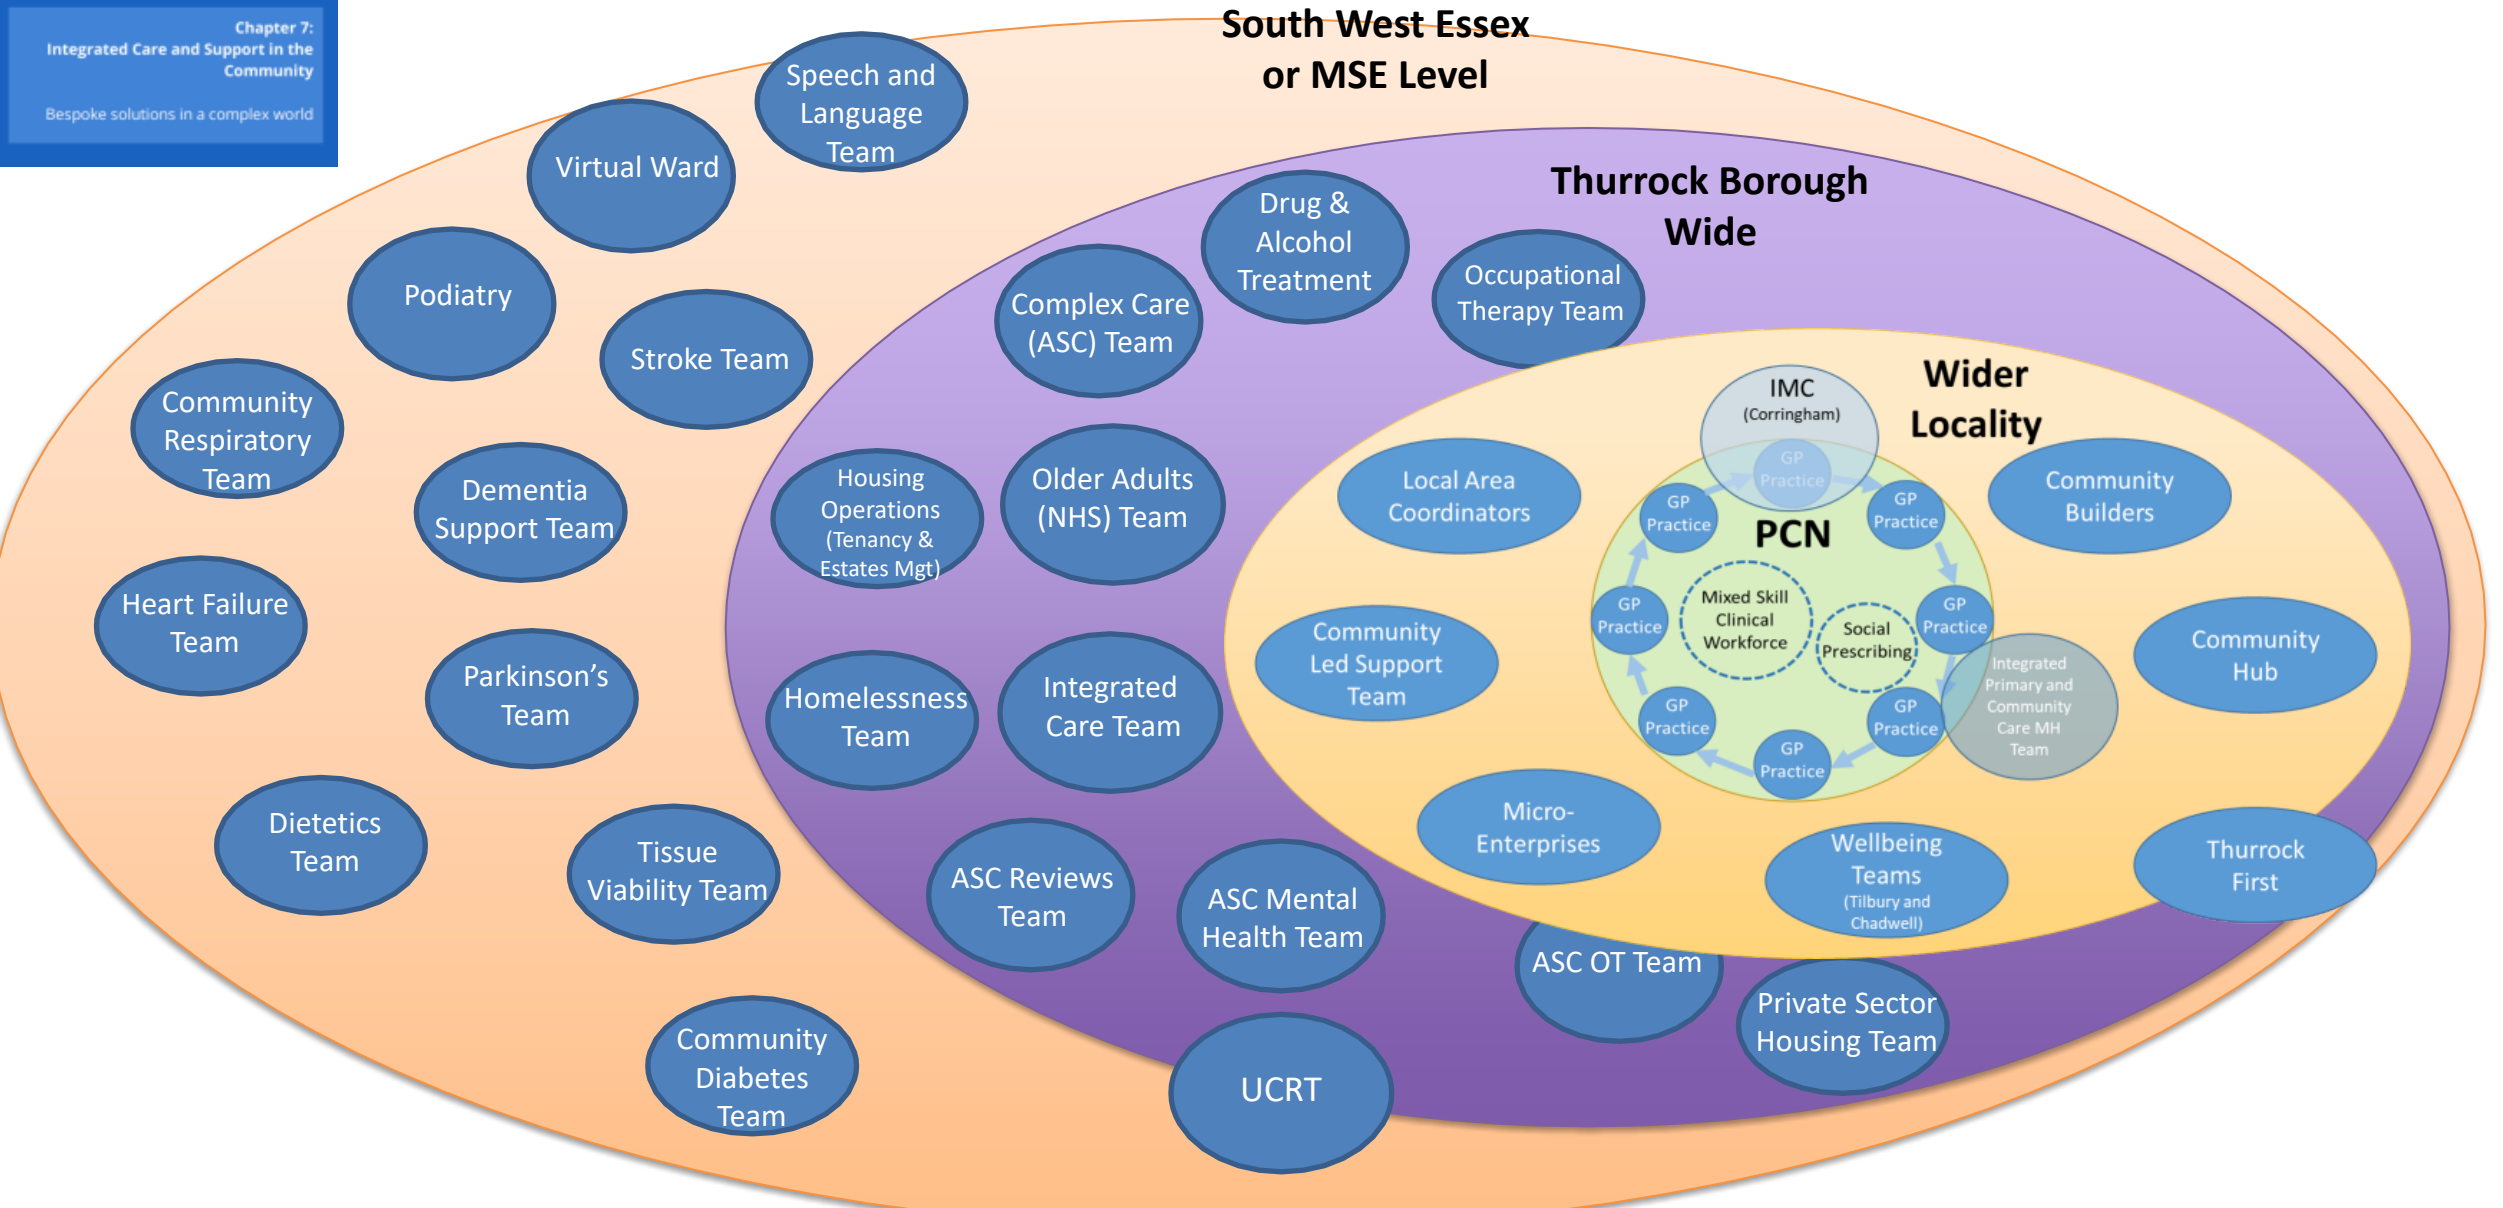 Chapter 7:
Integrated Care and Support in the
Community
Bespoke solutions in a complex world
South West Essex
or MSE Level
Speech and
Language
Team
Virtual Ward
Podiatry
Stroke Team
Community
Respiratory
Team
Dementia
Support Team
Heart Failure
Team
Parkinson's
Team
Dietetics
Team
Tissue
Viability Team
Community
Diabetes
Team
Thurrock Borough
Wide
Drug &
Alcohol
Treatment
Occupational
Therapy Team
Complex Care
(ASC) Team
Housing
Operations
(Tenancy &
Estates Mgt)
Older Adults
(NHS) Team
Homelessness
Team
Integrated
Care Team
ASC Reviews
Team
ASC Mental
Health Team
ASC OT Team
Private Sector
Housing Team
UCRT
Wider
Locality
IMC
(Corringham)
Local Area
Coordinators
Community
Builders
Community
Led Support
Team
Community
Hub
Micro-
Enterprises
Wellbeing
Teams
(Tilbury and
Chadwell)
Thurrock
First
Integrated
Primary and
Community
Care MH
Team
PCN
GP
Practice
GP
Practice
GP
Practice
GP
Practice
GP
Practice
GP
Practice
GP
Practice
GP
Practice
Mixed Skill
Clinical
Workforce
Social
Prescribing